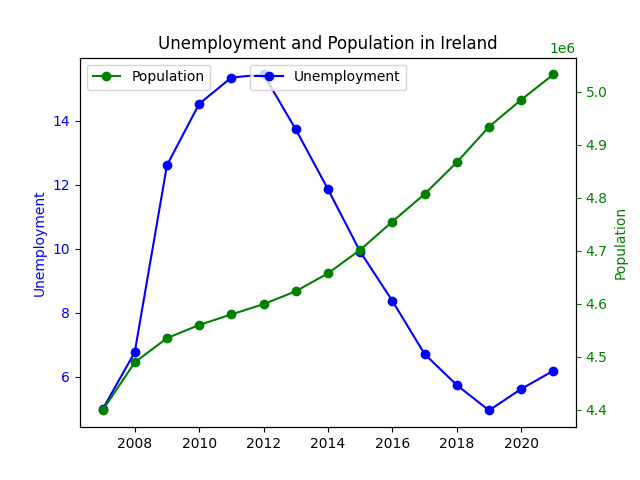 Unemployment and Population in Ireland
1e6
Population
Unemployment
14
12
10
8
6
Unemployment
5.0
4.9
4.8
4.7
4.6
4.5
4.4
Population
2008 2010 2012 2014 2016 2018 2020